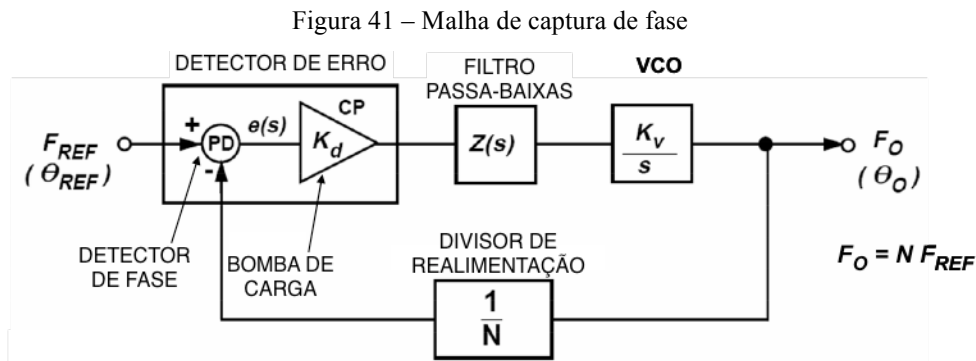 Figura 41 – Malha de captura de fase
DETECTOR DE ERRO
FILTRO
PASSA-BAIXAS
VCO
CP
F_REF
(θ_REF)
+
PD
-
e(s)
K_d
Z(s)
K_v
s
F_O
(θ_O)
DETECTOR
DE FASE
BOMBA DE
CARGA
DIVISOR DE
REALIMENTAÇÃO
1
N
F_O = N F_REF